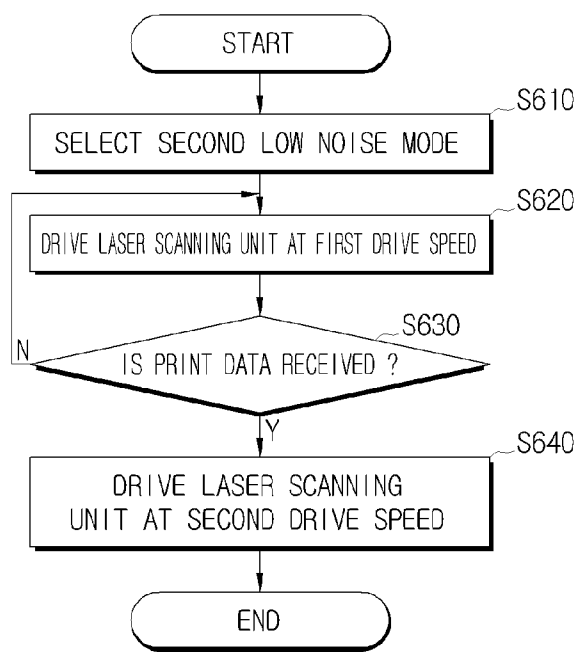 START
S610
SELECT SECOND LOW NOISE MODE
S620
DRIVE LASER SCANNING UNIT AT FIRST DRIVE SPEED
S630
N
IS PRINT DATA RECEIVED ?
Y
S640
DRIVE LASER SCANNING
UNIT AT SECOND DRIVE SPEED
END